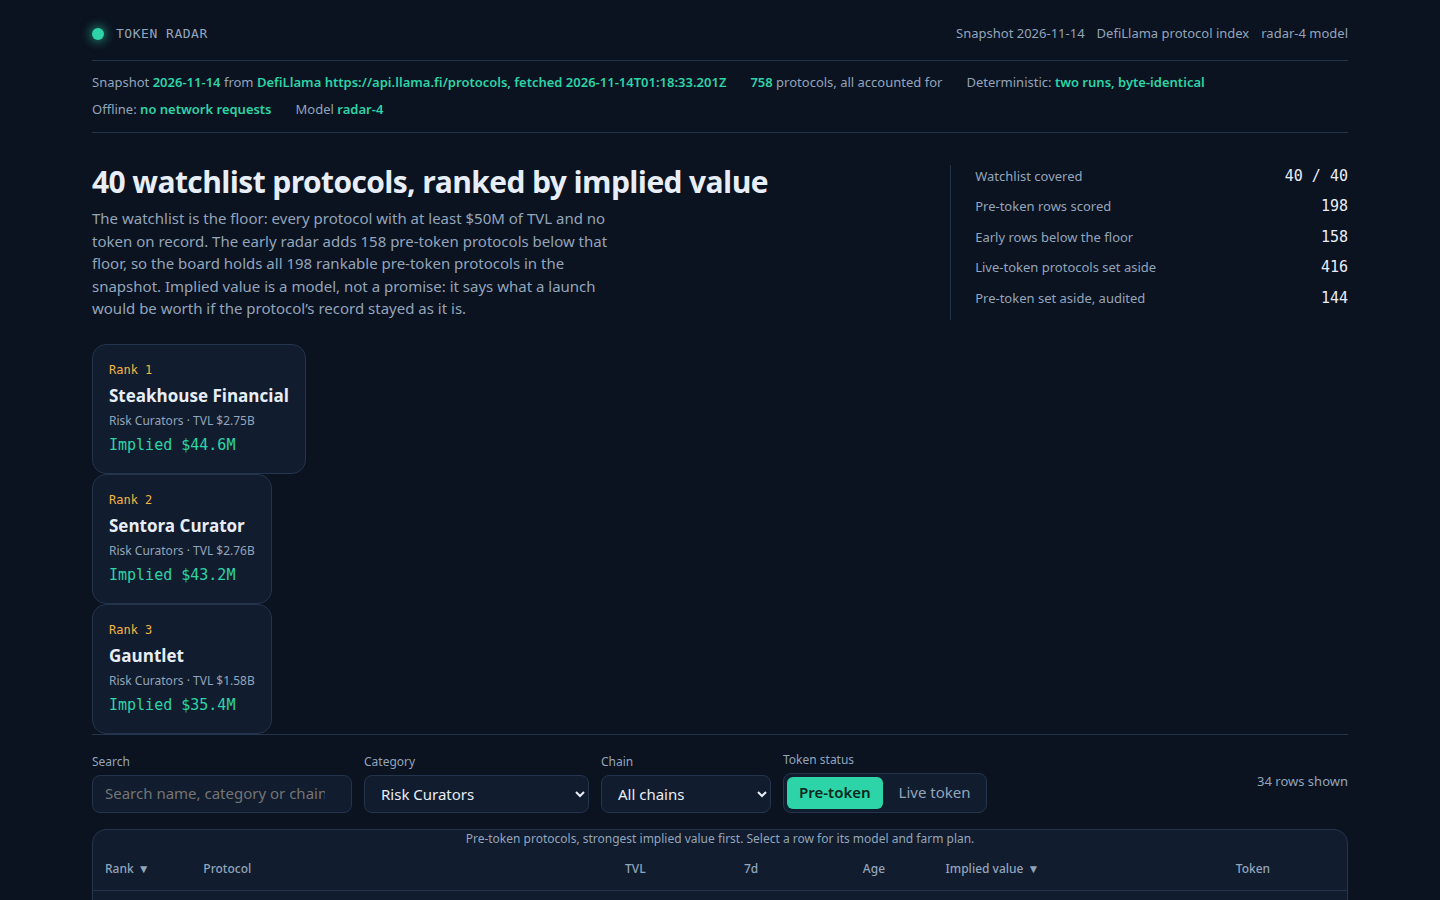 TOKEN RADAR
Snapshot 2026-11-14 DefiLlama protocol index radar-4 model
Snapshot 2026-11-14 from DefiLlama https://api.llama.fi/protocols, fetched 2026-11-14T01:18:33.201Z 758 protocols, all accounted for Deterministic: two runs, byte-identical
Offline: no network requests Model radar-4
40 watchlist protocols, ranked by implied value
The watchlist is the floor: every protocol with at least $50M of TVL and no
token on record. The early radar adds 158 pre-token protocols below that
floor, so the board holds all 198 rankable pre-token protocols in the
snapshot. Implied value is a model, not a promise: it says what a launch
would be worth if the protocol’s record stayed as it is.
Watchlist covered 40 / 40
Pre-token rows scored 198
Early rows below the floor 158
Live-token protocols set aside 416
Pre-token set aside, audited 144
Rank 1
Steakhouse Financial
Risk Curators · TVL $2.75B
Implied $44.6M
Rank 2
Sentora Curator
Risk Curators · TVL $2.76B
Implied $43.2M
Rank 3
Gauntlet
Risk Curators · TVL $1.58B
Implied $35.4M
Search Category Chain Token status
Search name, category or chain Risk Curators All chains Pre-token Live token 34 rows shown
Pre-token protocols, strongest implied value first. Select a row for its model and farm plan.
Rank ▼ Protocol TVL 7d Age Implied value ▼ Token